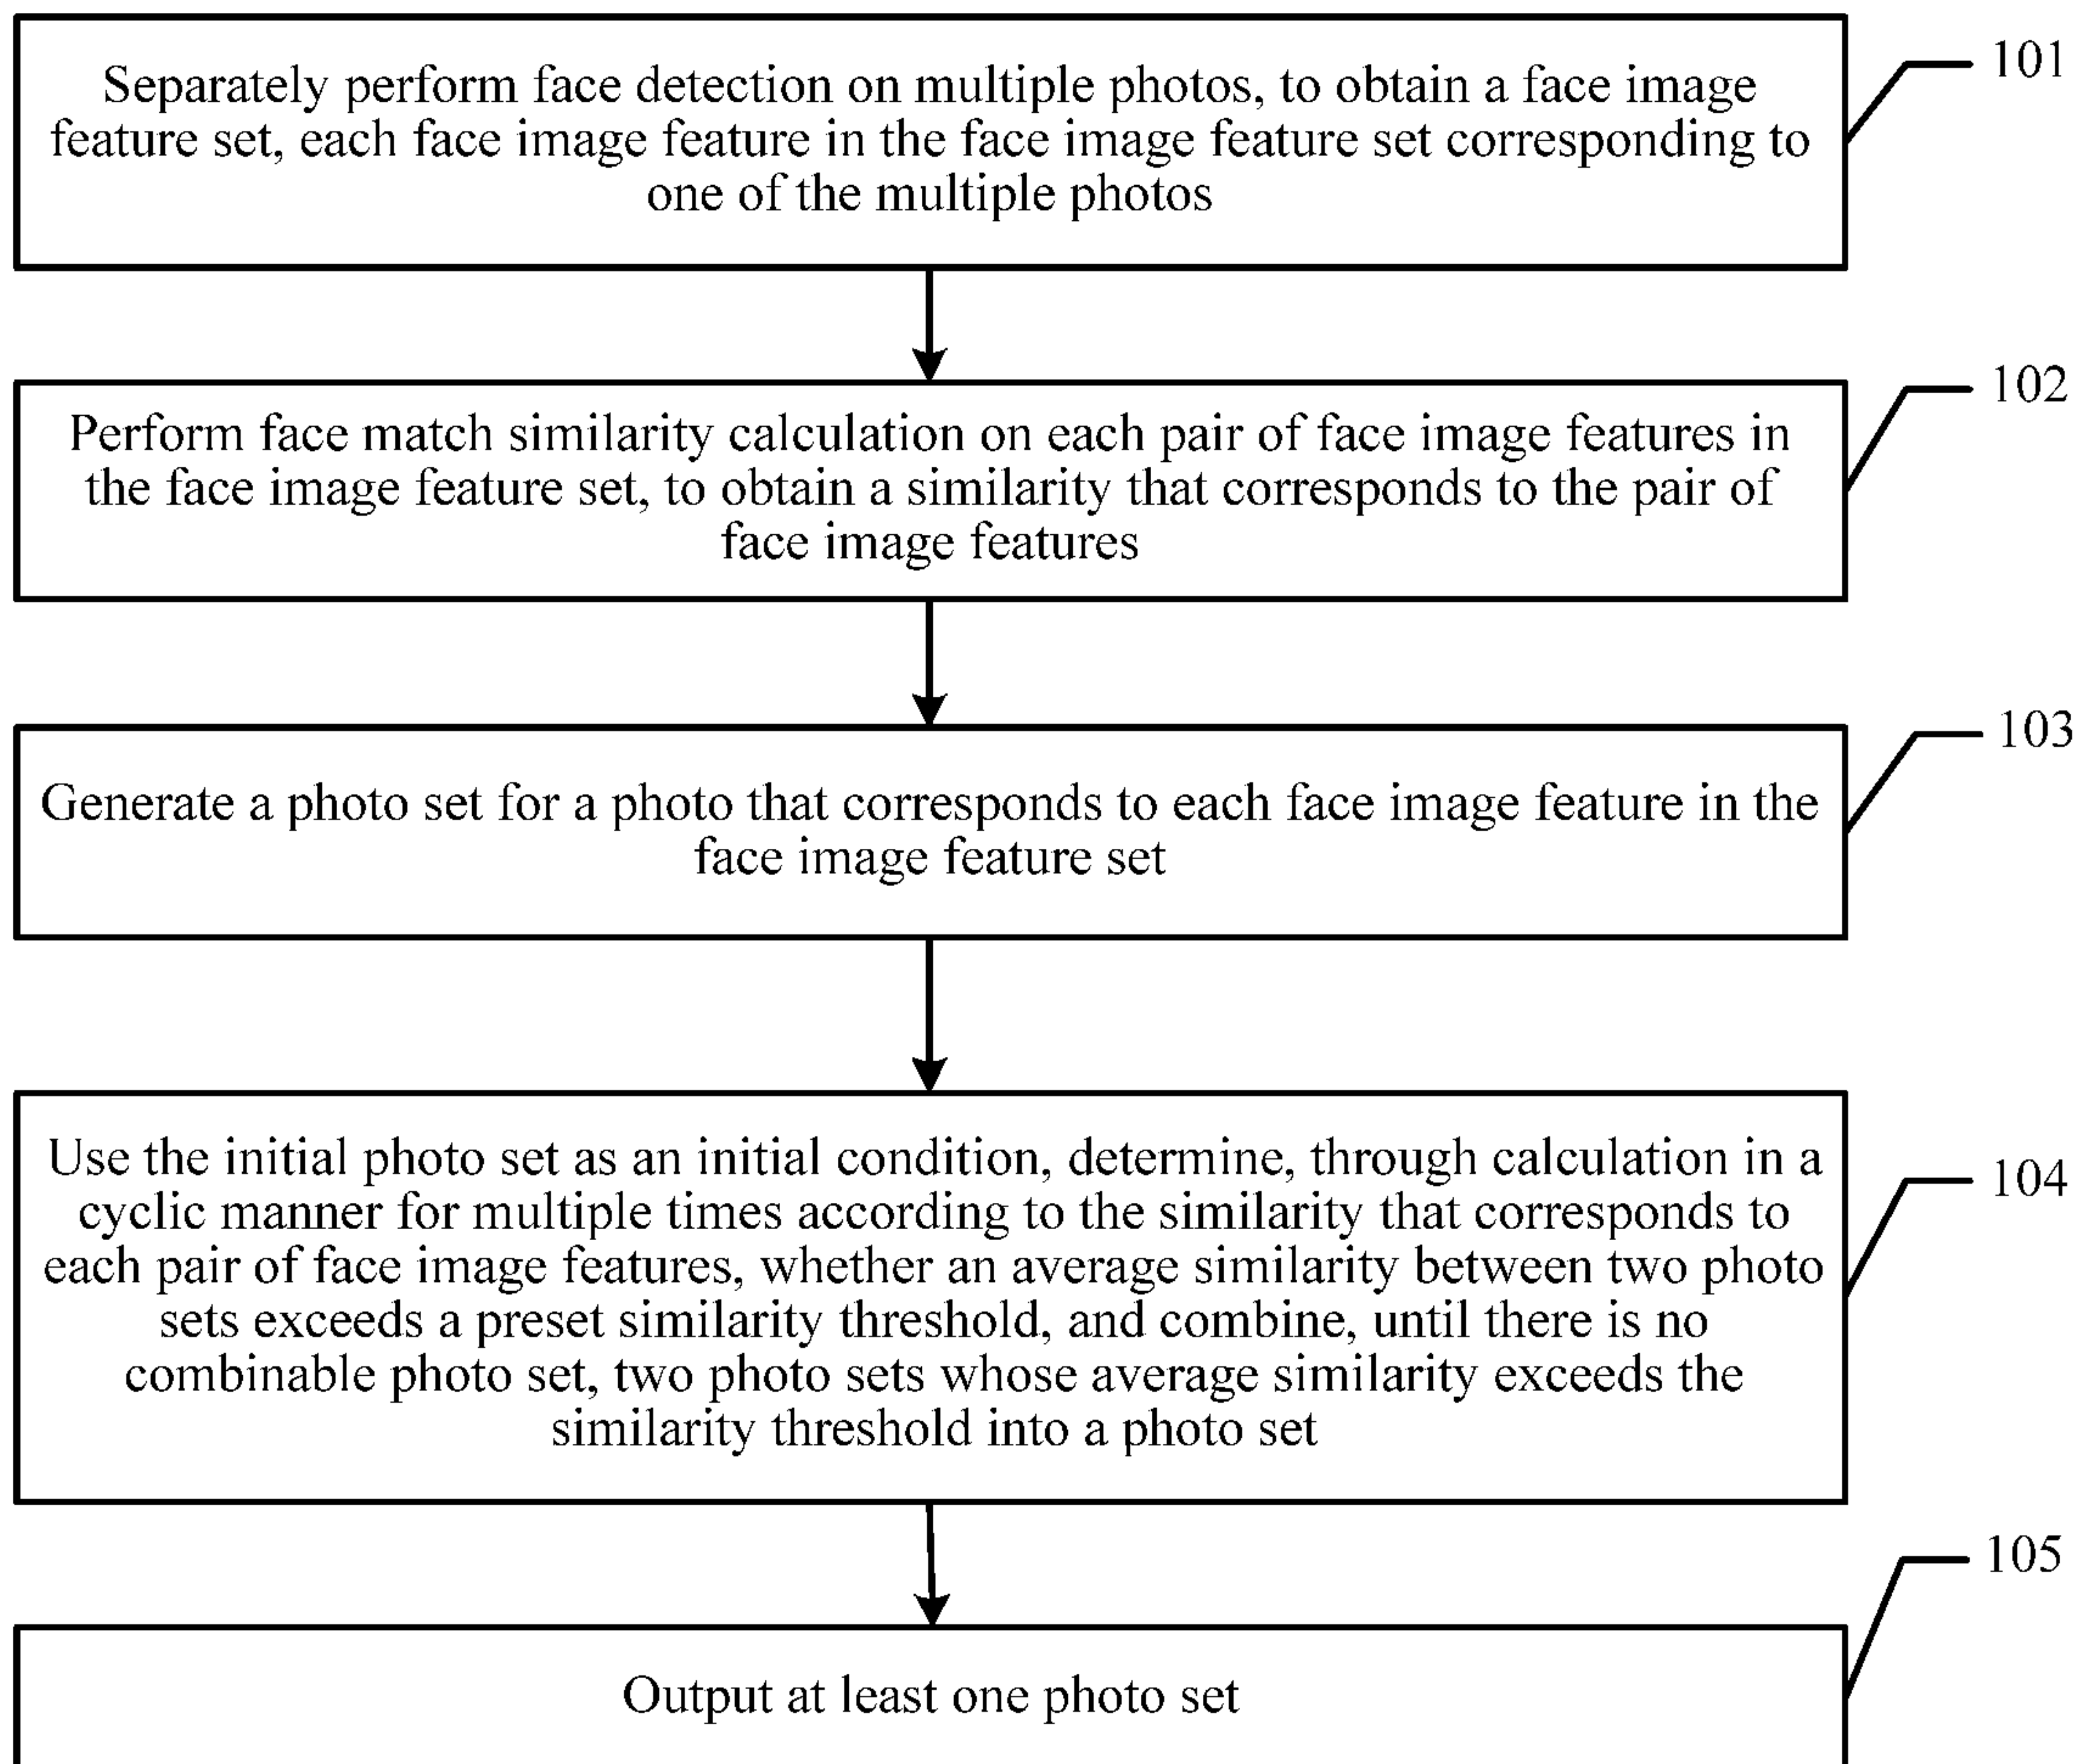 Separately perform face detection on multiple photos, to obtain a face image
feature set, each face image feature in the face image feature set corresponding to
one of the multiple photos
101
Perform face match similarity calculation on each pair of face image features in
the face image feature set, to obtain a similarity that corresponds to the pair of
face image features
102
Generate a photo set for a photo that corresponds to each face image feature in the
face image feature set
103
Use the initial photo set as an initial condition, determine, through calculation in a
cyclic manner for multiple times according to the similarity that corresponds to
each pair of face image features, whether an average similarity between two photo
sets exceeds a preset similarity threshold, and combine, until there is no
combinable photo set, two photo sets whose average similarity exceeds the
similarity threshold into a photo set
104
Output at least one photo set
105